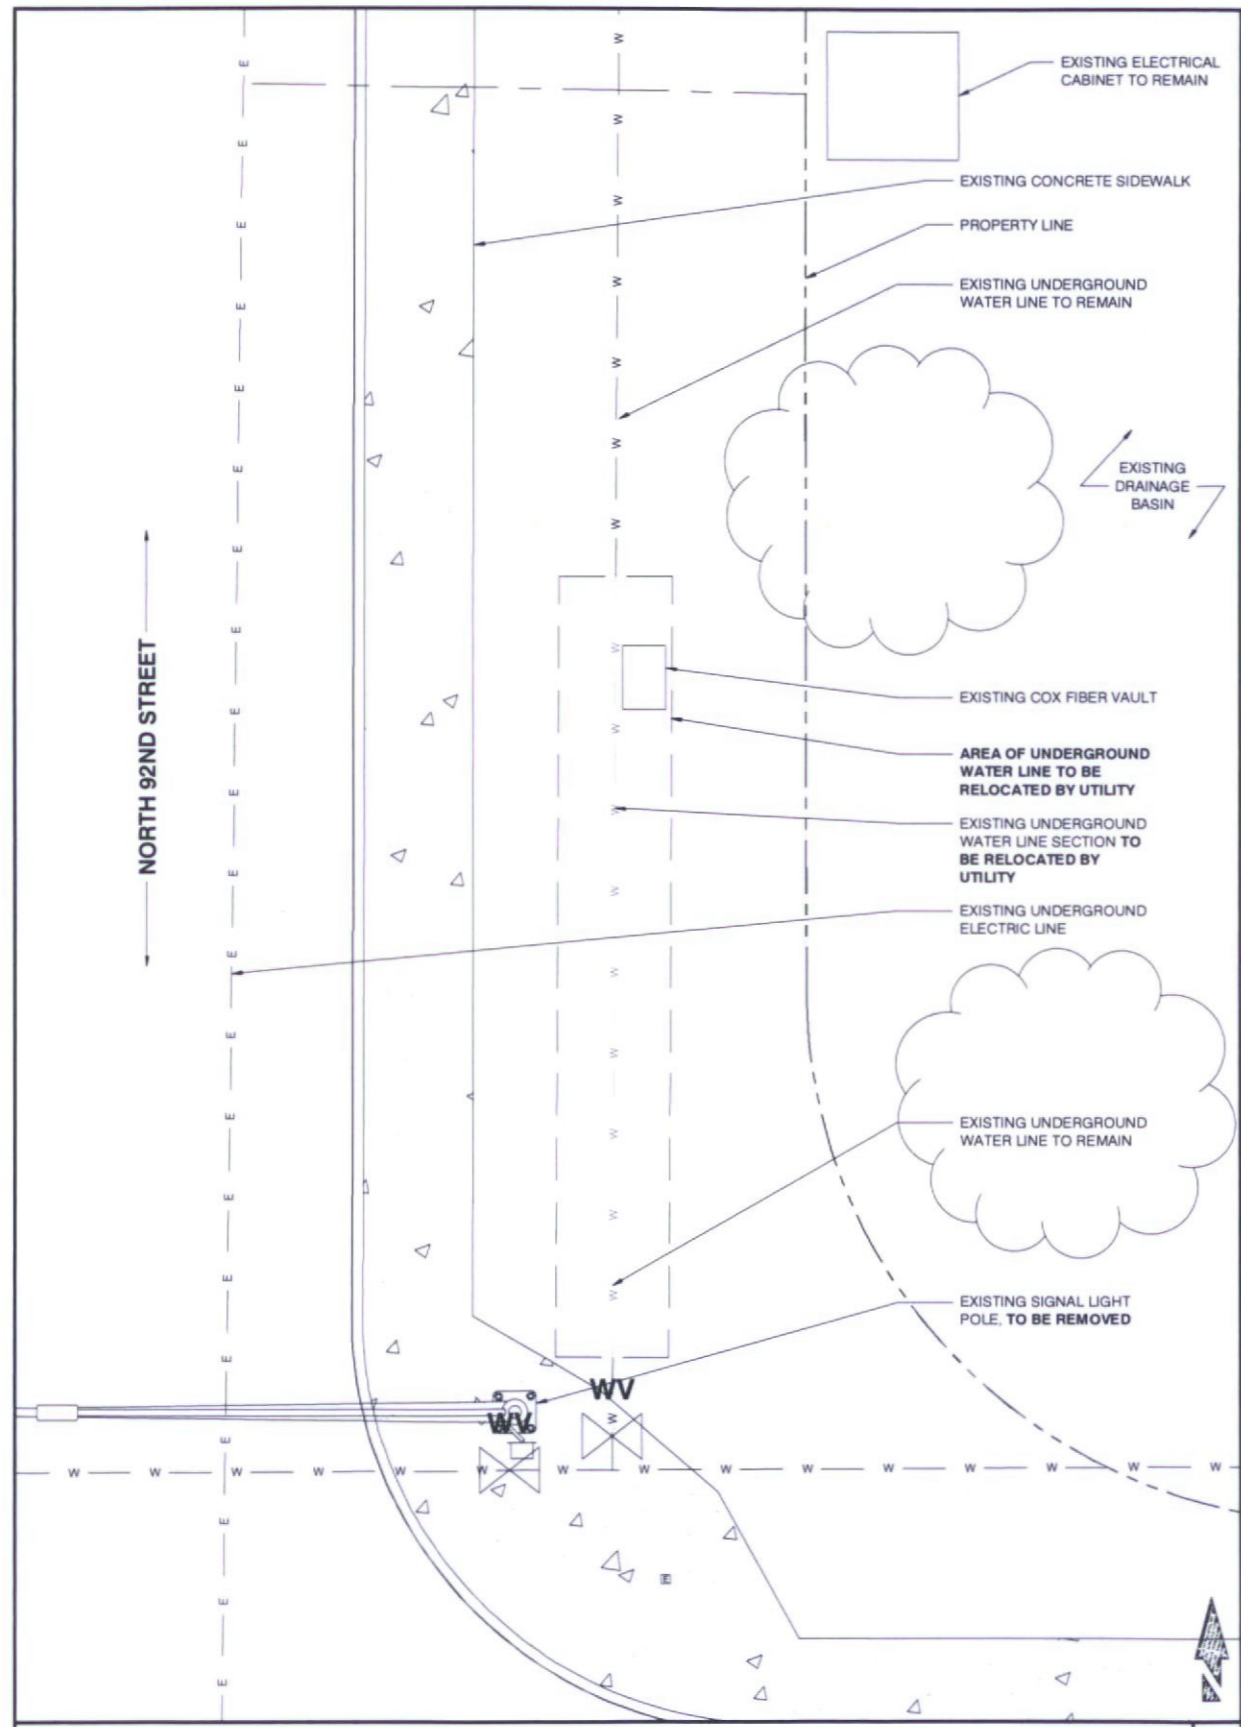 EXISTING ELECTRICAL
CABINET TO REMAIN
EXISTING CONCRETE SIDEWALK
PROPERTY LINE
EXISTING UNDERGROUND
WATER LINE TO REMAIN
EXISTING
DRAINAGE
BASIN
NORTH 92ND STREET
EXISTING COX FIBER VAULT
AREA OF UNDERGROUND
WATER LINE TO BE
RELOCATED BY UTILITY
EXISTING UNDERGROUND
WATER LINE SECTION TO
BE RELOCATED BY
UTILITY
EXISTING UNDERGROUND
ELECTRIC LINE
EXISTING UNDERGROUND
WATER LINE TO REMAIN
EXISTING SIGNAL LIGHT
POLE, TO BE REMOVED
WV
WV
W W W W W W W W W W W W W W W
E E E E E E E E E E E E E E E E E E E E E
W W W W W W W W W W W W W W W W W
N